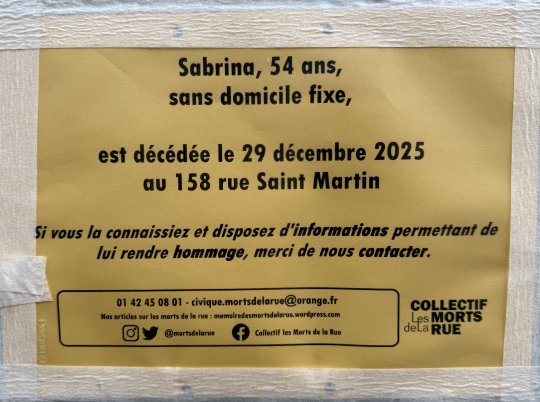 Sabrina, 54 ans,
sans domicile fixe,
est décédée le 29 décembre 2025
au 158 rue Saint Martin
Si vous la connaissiez et disposez d'informations permettant de
lui rendre hommage, merci de nous contacter.
01 42 45 08 01 - civique.mortsdelarue@orange.fr
Nos articles sur les morts de la rue : memoiredesmortsdelarue.wordpress.com
@mortsdelarue Collectif les Morts de la Rue
COLLECTIF
Les MORTS
de La RUE